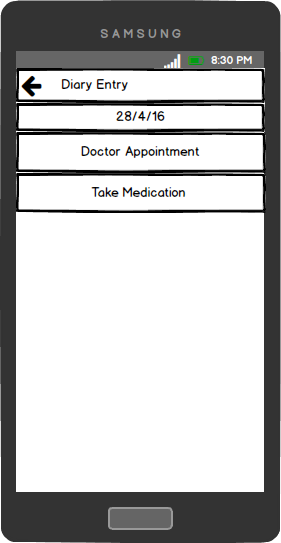 SAMSUNG
8:30 PM
Diary Entry
28/4/16
Doctor Appointment
Take Medication